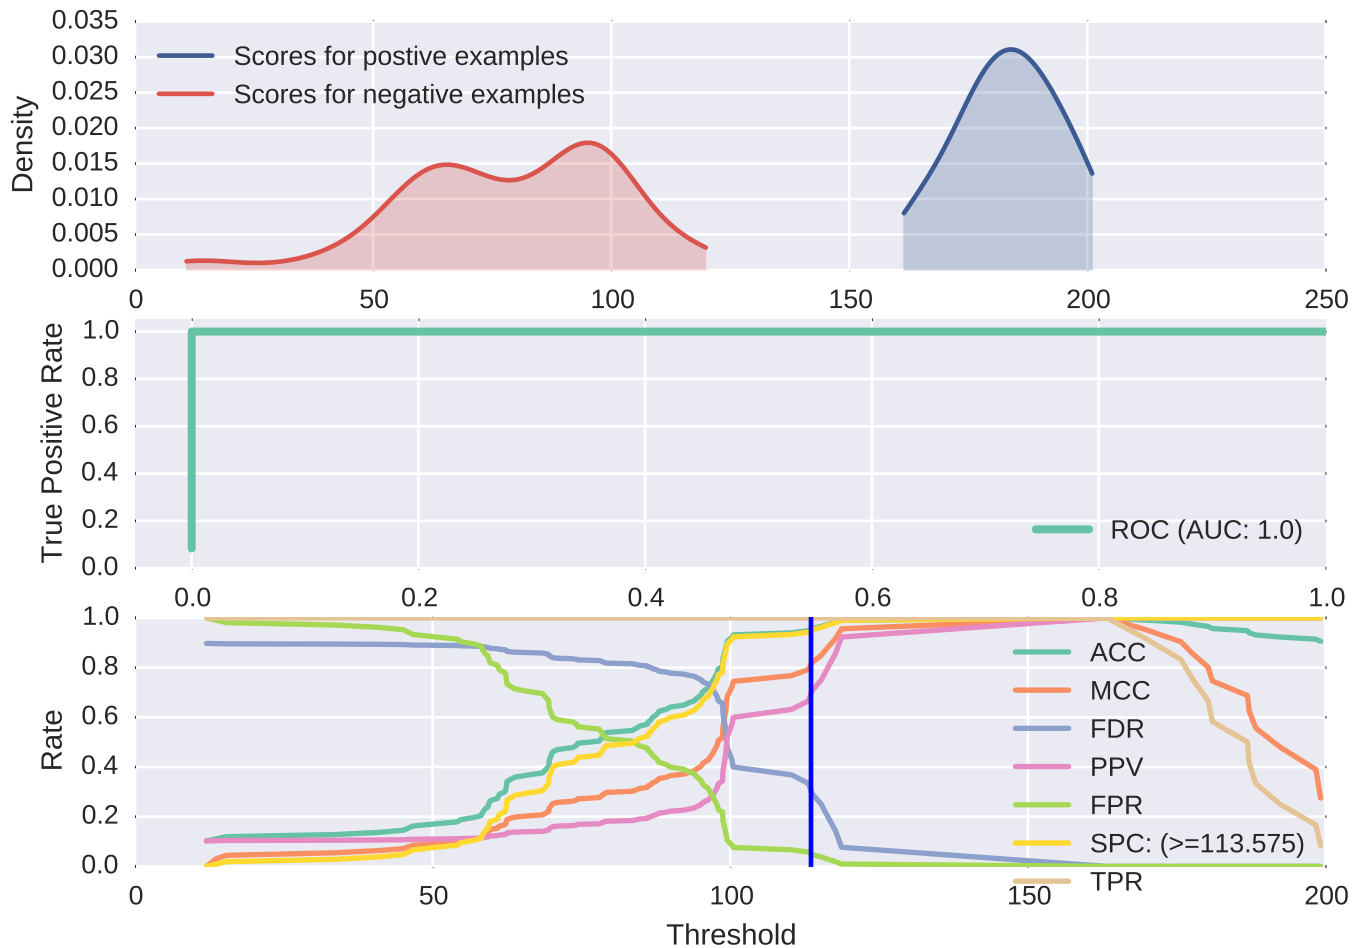 0.035
0.030
0.025
0.020
0.015
0.010
0.005
0.000
Density
Scores for postive examples
Scores for negative examples
0 50 100 150 200 250
1.0
0.8
0.6
0.4
0.2
0.0
True Positive Rate
ROC (AUC: 1.0)
0.0 0.2 0.4 0.6 0.8 1.0
1.0
0.8
0.6
0.4
0.2
0.0
Rate
ACC
MCC
FDR
PPV
FPR
SPC: (>=113.575)
TPR
0 50 100 150 200
Threshold